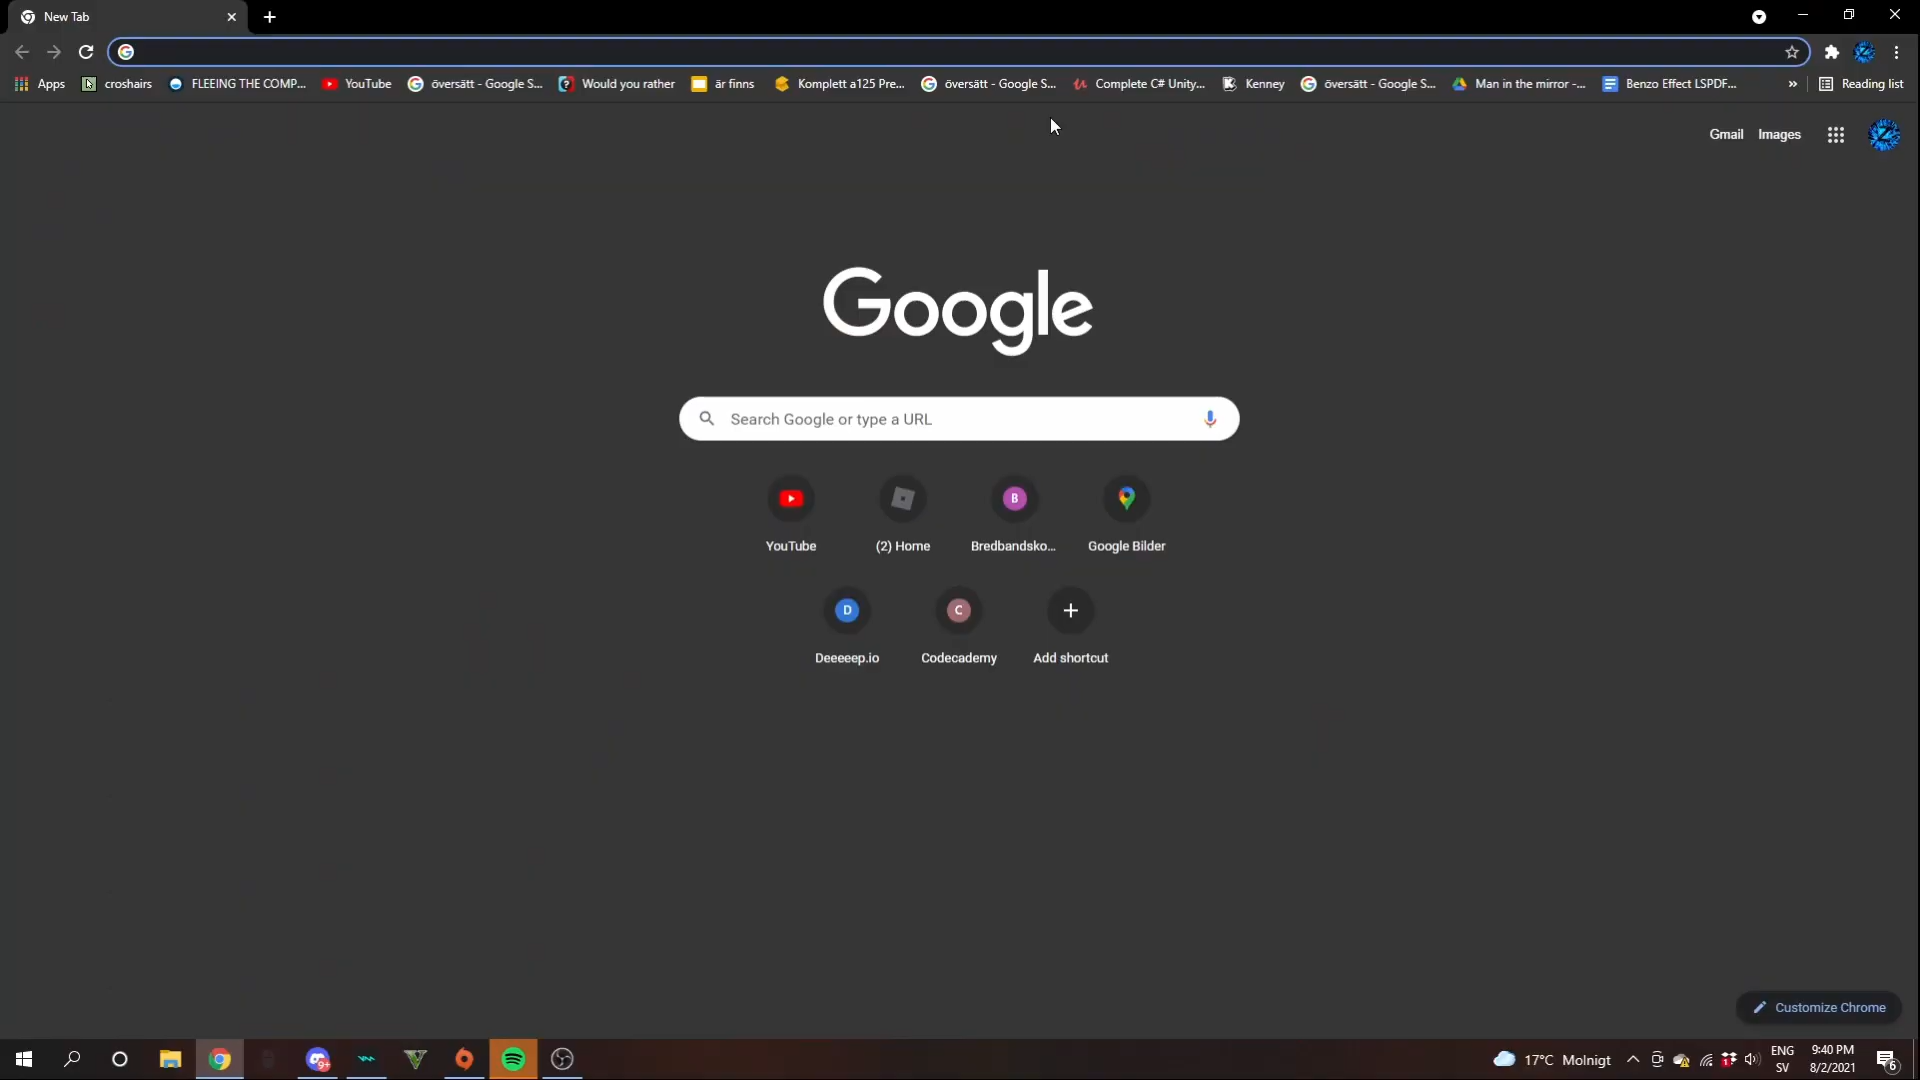 New Tab
Apps croshairs FLEEING THE COMP... YouTube översätt - Google S... Would you rather är finns Komplett a125 Pre... översätt - Google S... Complete C# Unity... Kenney översätt - Google S... Man in the mirror -... Benzo Effect LSPDF... » Reading list
Gmail Images
Google
Search Google or type a URL
B
YouTube (2) Home Bredbandsko... Google Bilder
D C
Deeeeep.io Codecademy Add shortcut
Customize Chrome
9+ 17°C Molnigt ENG 9:40 PM
SV 8/2/2021 6